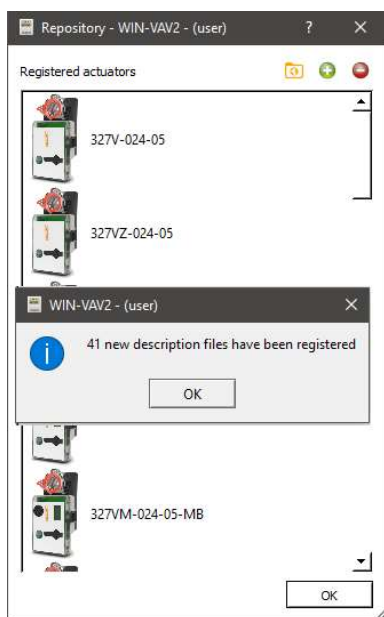 Repository - WIN-VAV2 - (user)
Registered actuators
327V-024-05
327VZ-024-05
WIN-VAV2 - (user)
41 new description files have been registered
OK
327VM-024-05-MB
OK